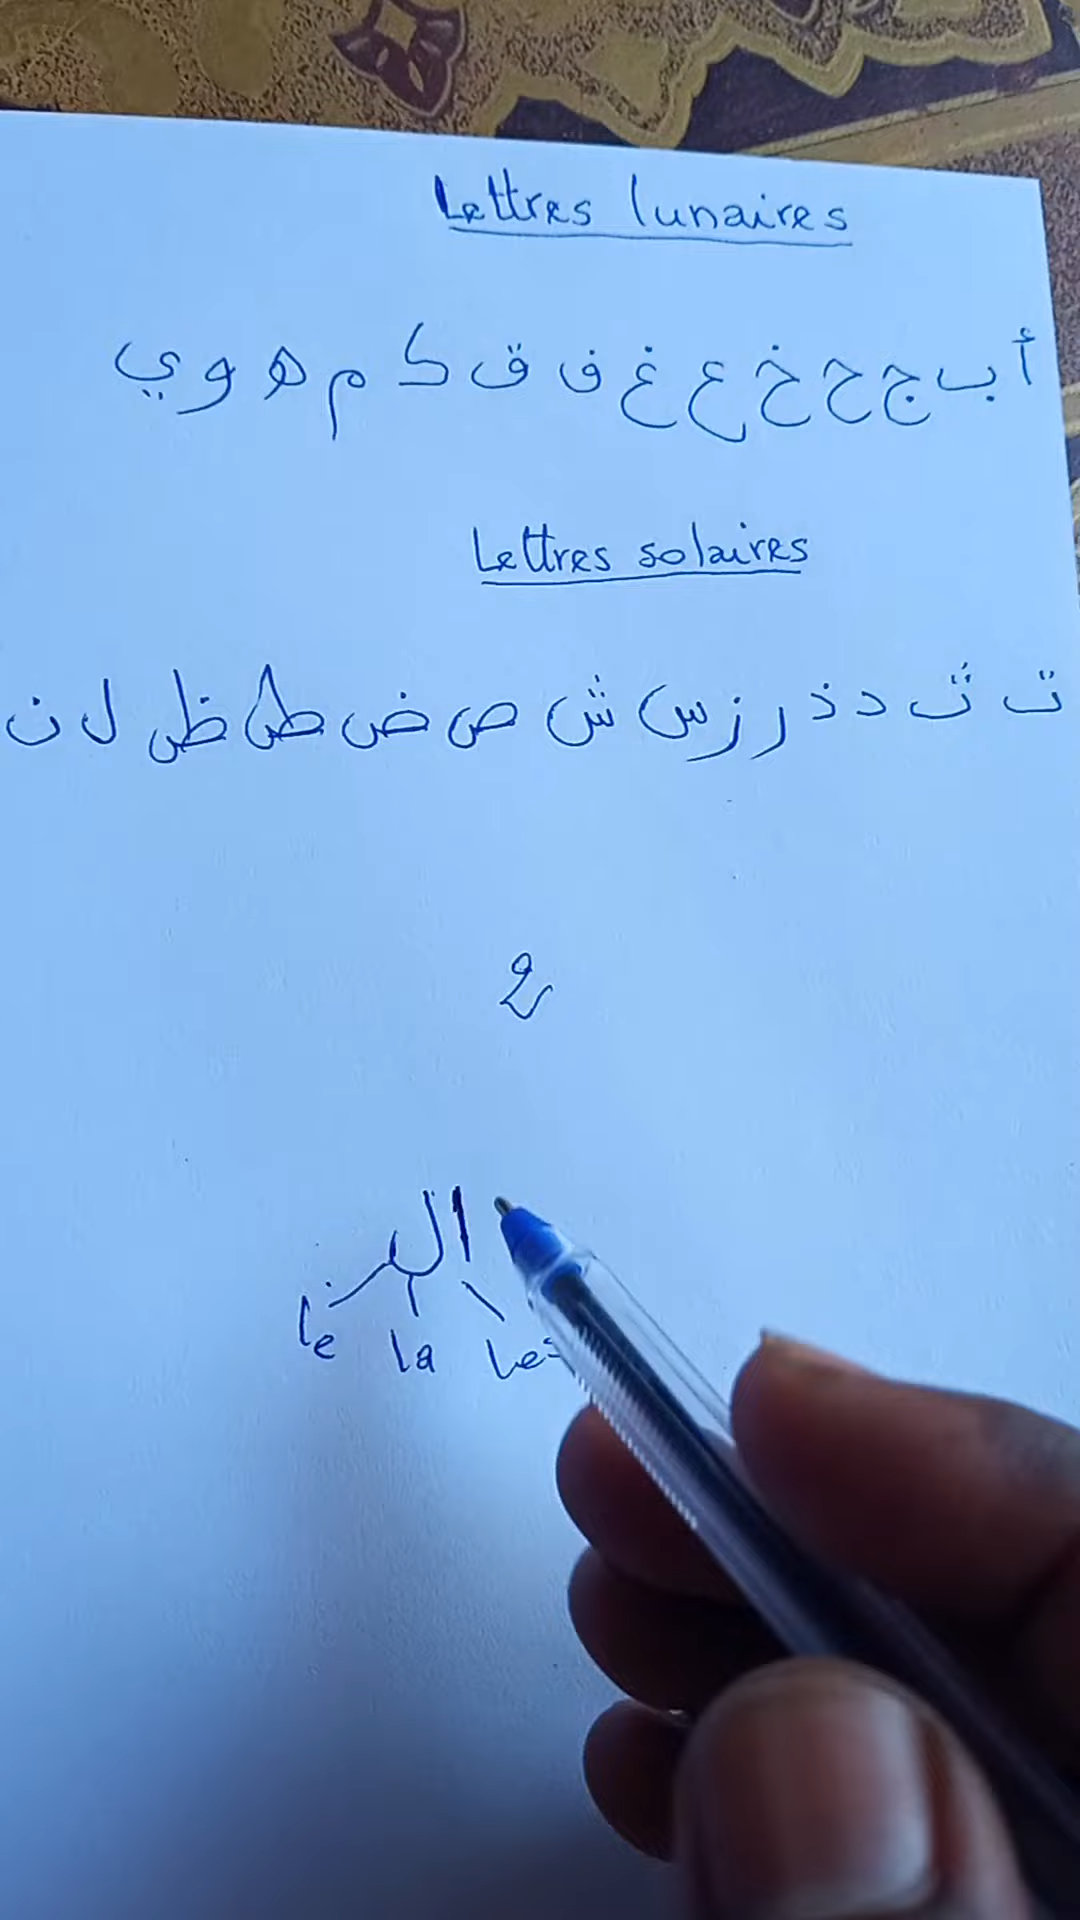 Lettres lunaires
أ ب ج ح خ ع غ ف ق ك م ه و ي
Lettres solaires
ت ث د ذ ر ز س ش ص ض ط ظ ل ن
ال
le la les